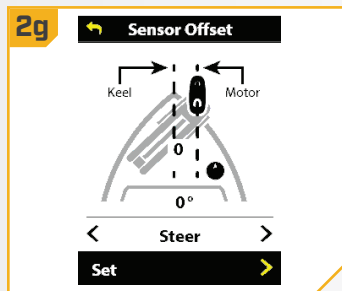 2g
Sensor Offset
Keel Motor
0
0°
< Steer >
Set >